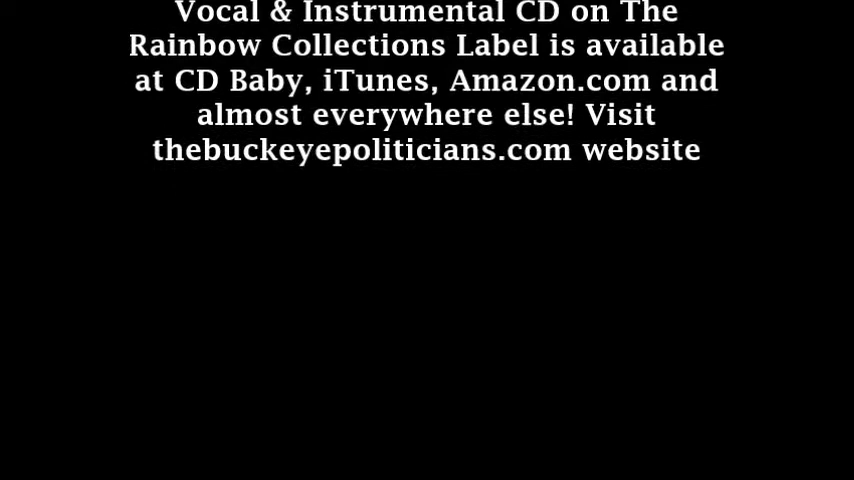 Vocal & Instrumental CD on The
Rainbow Collections Label is available
at CD Baby, iTunes, Amazon.com and
almost everywhere else! Visit
thebuckeyepoliticians.com website